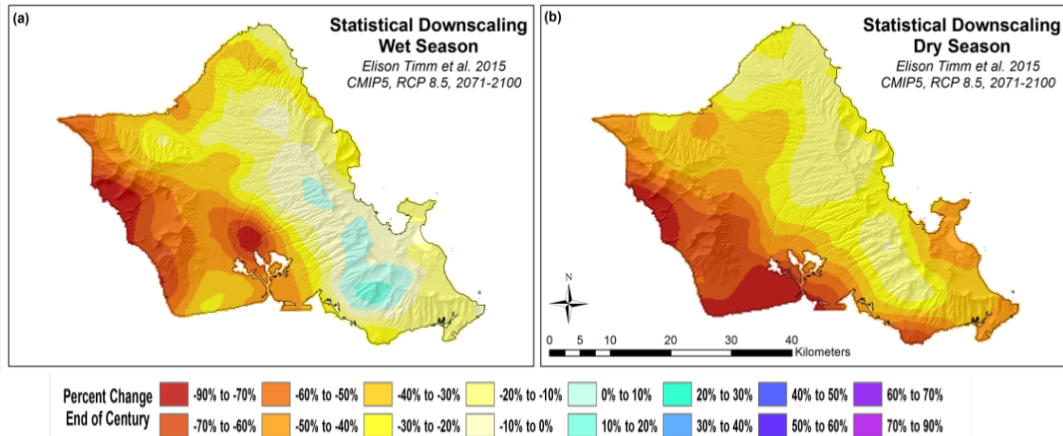 (a)
Statistical Downscaling
Wet Season
Elison Timm et al. 2015
CMIP5, RCP 8.5, 2071-2100
(b)
Statistical Downscaling
Dry Season
Elison Timm et al. 2015
CMIP5, RCP 8.5, 2071-2100
N
0 5 10 20 30 40
Kilometers
Percent Change
End of Century
-90% to -70% -60% to -50% -40% to -30% -20% to -10% 0% to 10% 20% to 30% 40% to 50% 60% to 70%
-70% to -60% -50% to -40% -30% to -20% -10% to 0% 10% to 20% 30% to 40% 50% to 60% 70% to 90%